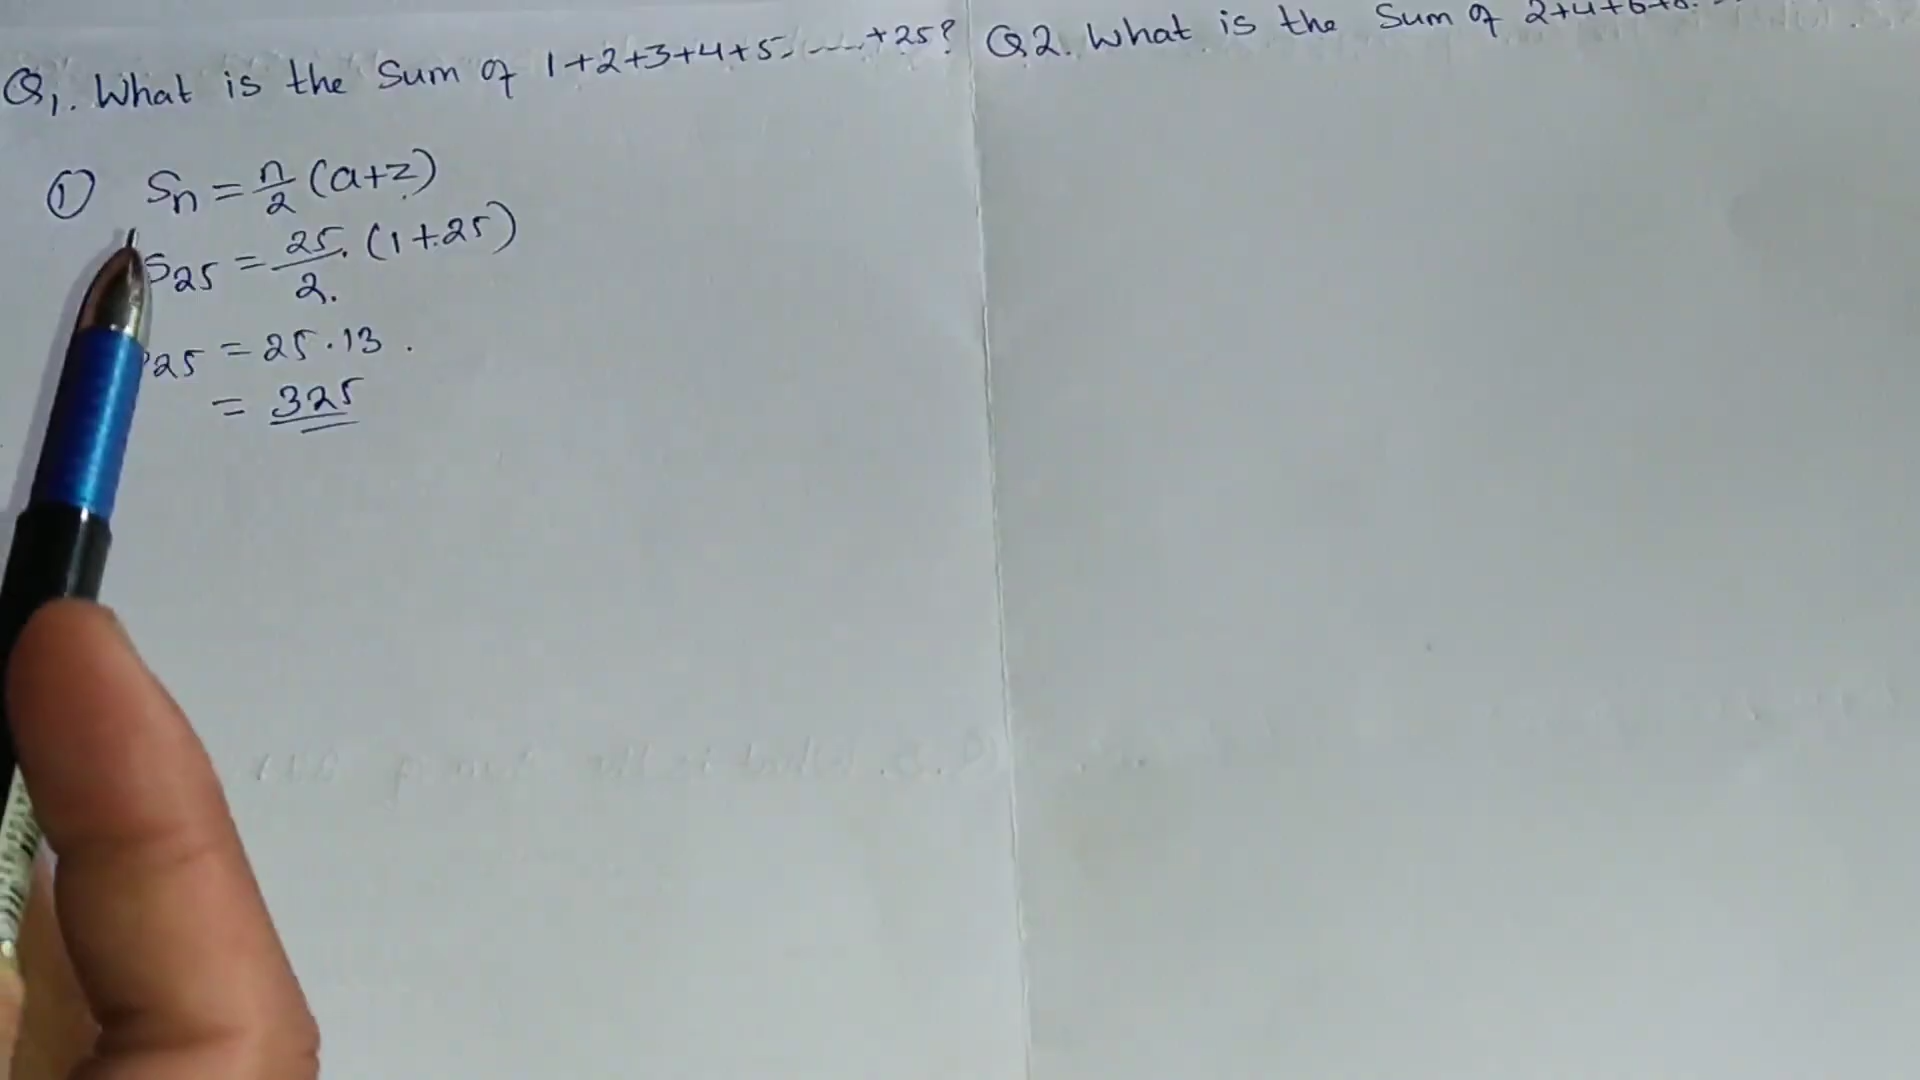 Q1. What is the Sum of 1+2+3+4+5.......+25?
Q2. What is the Sum of 2+4+6+8.
① Sn = n/2 (a+z)
S25 = 25/2. (1+25)
S25 = 25.13.
= 325